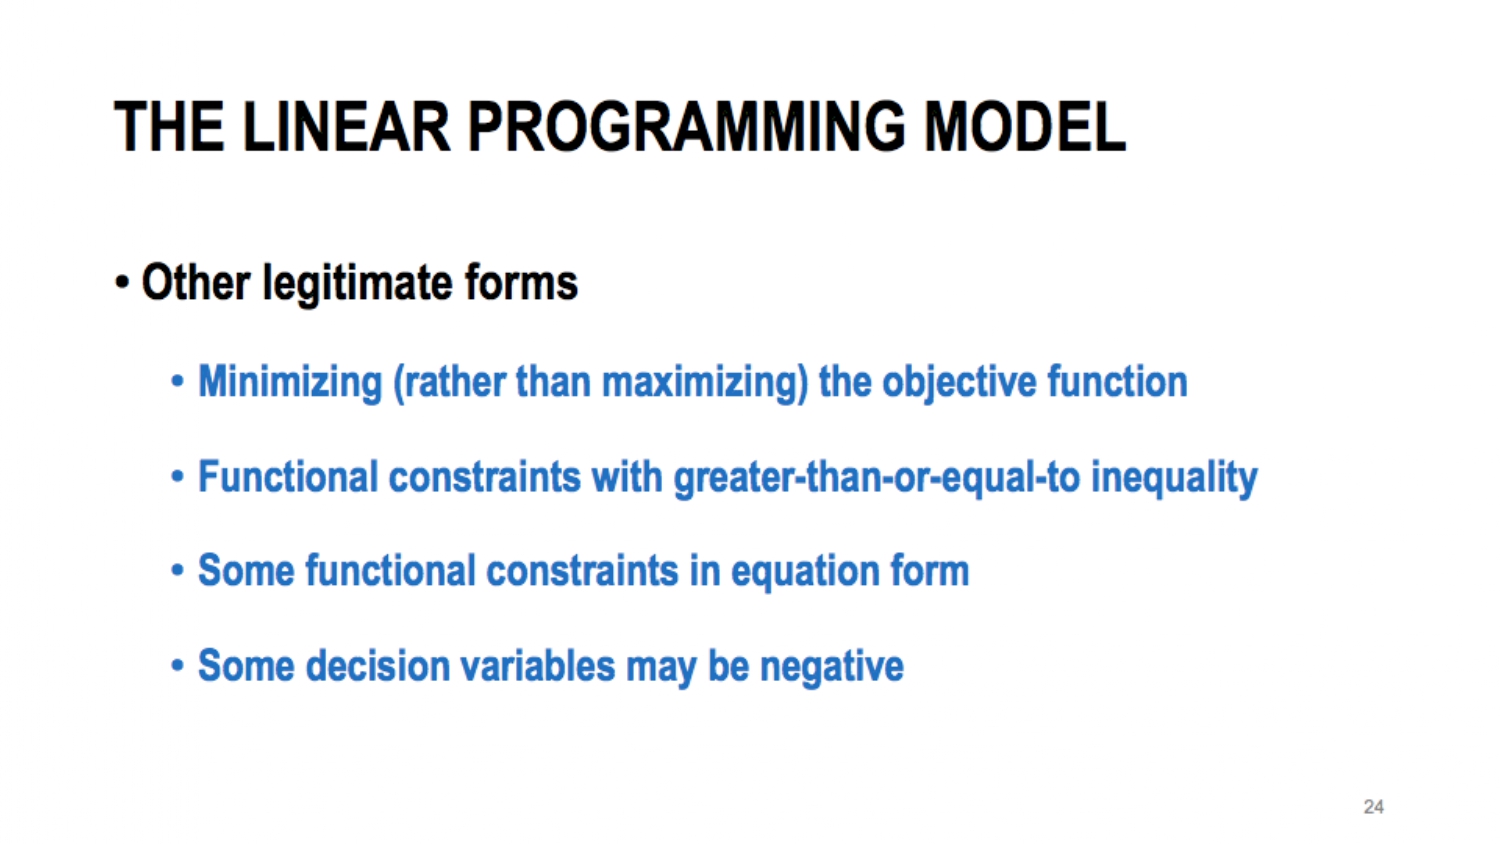 THE LINEAR PROGRAMMING MODEL
• Other legitimate forms
• Minimizing (rather than maximizing) the objective function
• Functional constraints with greater-than-or-equal-to inequality
• Some functional constraints in equation form
• Some decision variables may be negative
24